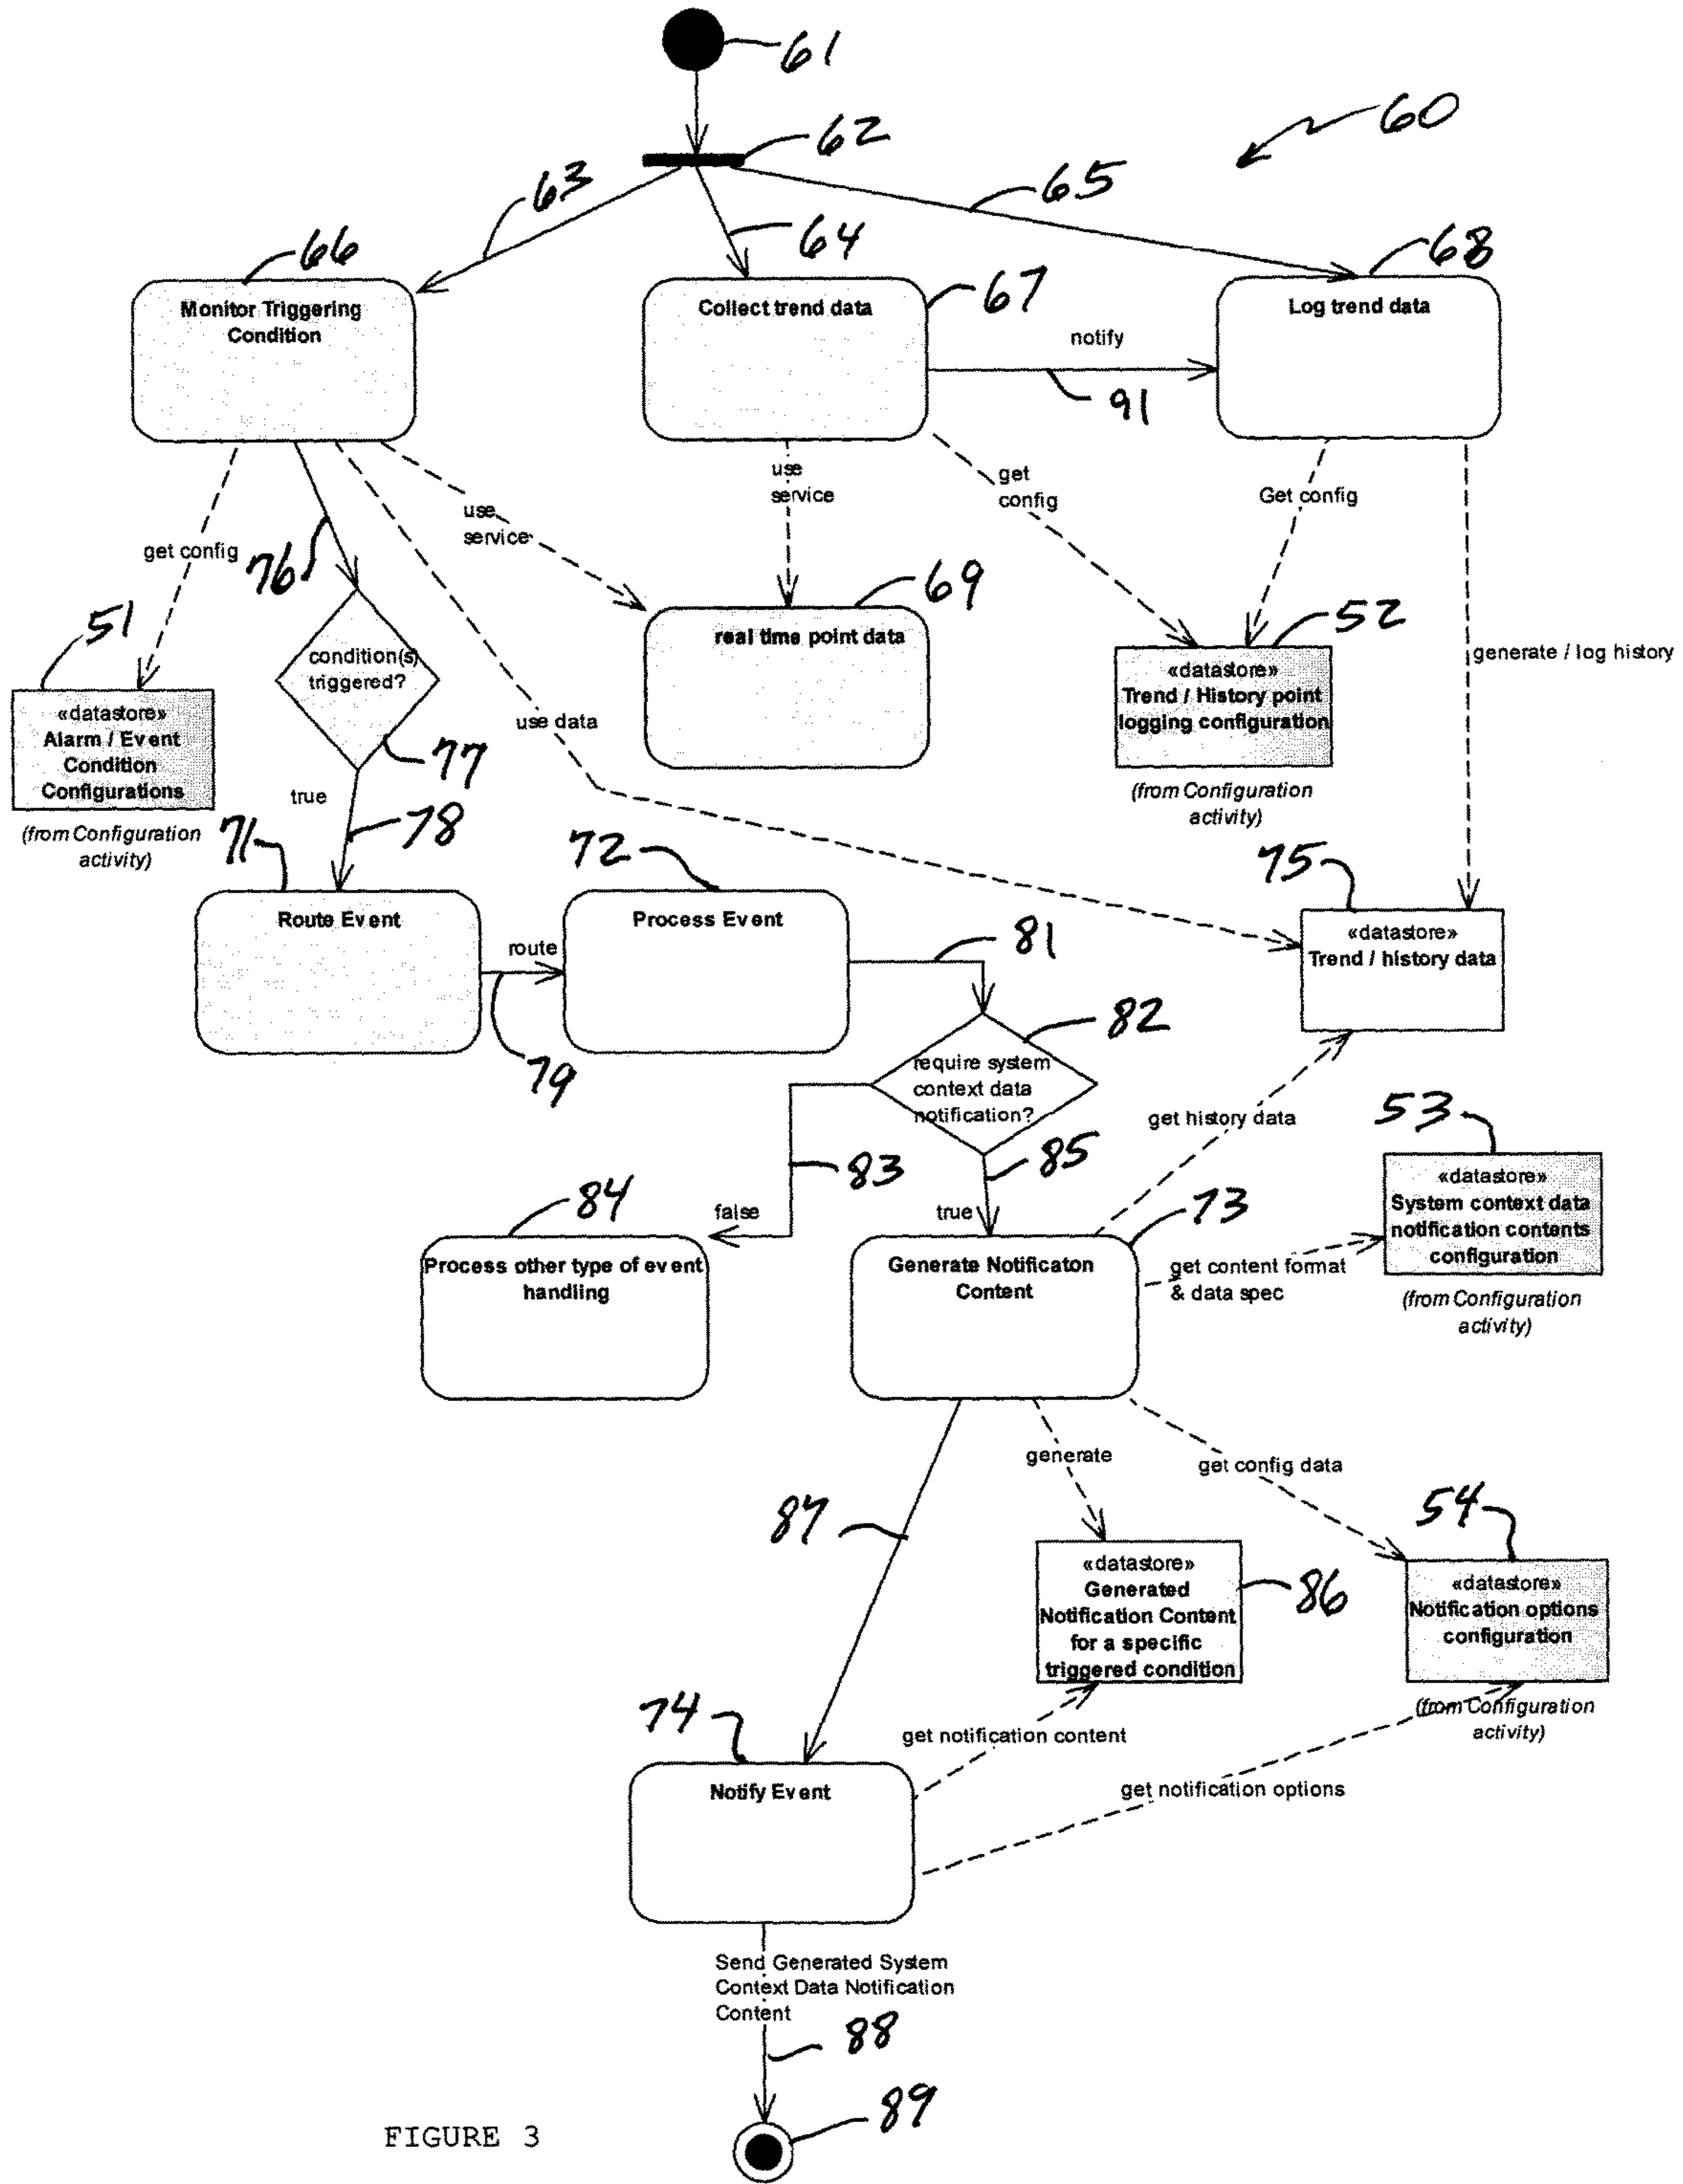 61
62
60
63
65
64
66
68
67
Monitor Triggering
Condition
Collect trend data
Log trend data
notify
91
use
service
get
config
Get config
use
service
get config
76
69
51
52
real time point data
condition(s)
triggered?
«datastore»
Trend / History point
logging configuration
generate / log history
«datastore»
Alarm / Event
Condition
Configurations
use data
77
true
(from Configuration
activity)
(from Configuration
activity)
78
71
72
75
Route Event
Process Event
81
«datastore»
Trend / history data
route
79
82
require system
context data
notification?
get history data
53
83
85
«datastore»
System context data
notification contents
configuration
84
false
true
73
Process other type of event
handling
Generate Notificaton
Content
get content format
& data spec
(from Configuration
activity)
generate
get config data
87
54
«datastore»
Generated
Notification Content
for a specific
triggered condition
86
«datastore»
Notification options
configuration
74
(from Configuration
activity)
get notification content
Notify Event
get notification options
Send Generated System
Context Data Notification
Content
88
89
FIGURE 3